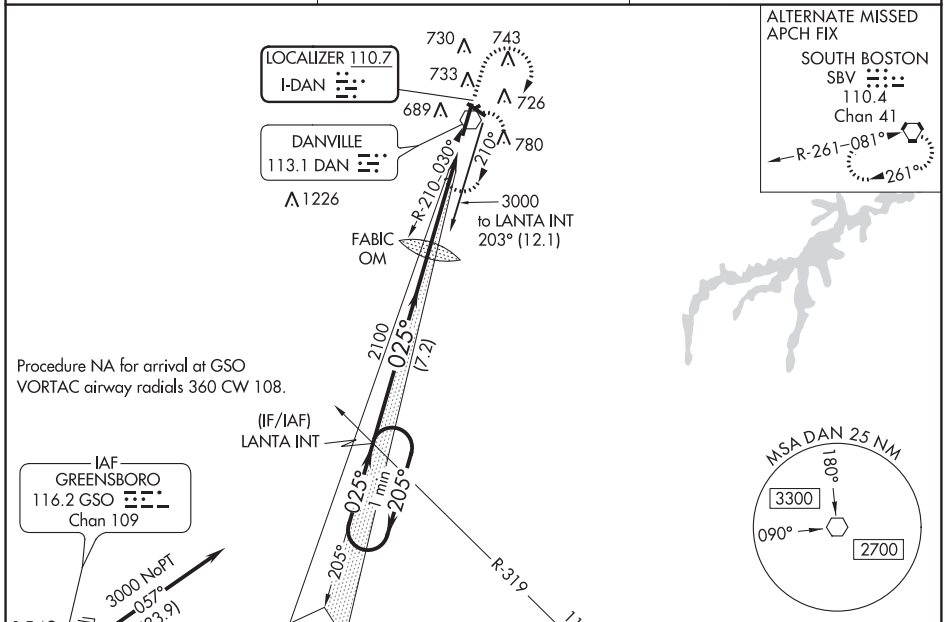 ALTERNATE MISSED
APCH FIX
SOUTH BOSTON
SBV
110.4
Chan 41
R-261-081°
261°
730
743
LOCALIZER 110.7
I-DAN
733
689
726
DANVILLE
113.1 DAN
780
210°
R-210-030°
1226
3000
to LANTA INT
203° (12.1)
FABIC
OM
2100
025°
(7.2)
Procedure NA for arrival at GSO
VORTAC airway radials 360 CW 108.
(IF/IAF)
LANTA INT
IAF
GREENSBORO
116.2 GSO
Chan 109
025°
1 min
205°
205°
R-319
3000 NoPT
057°
MSA DAN 25 NM
180°
3300
090°
2700